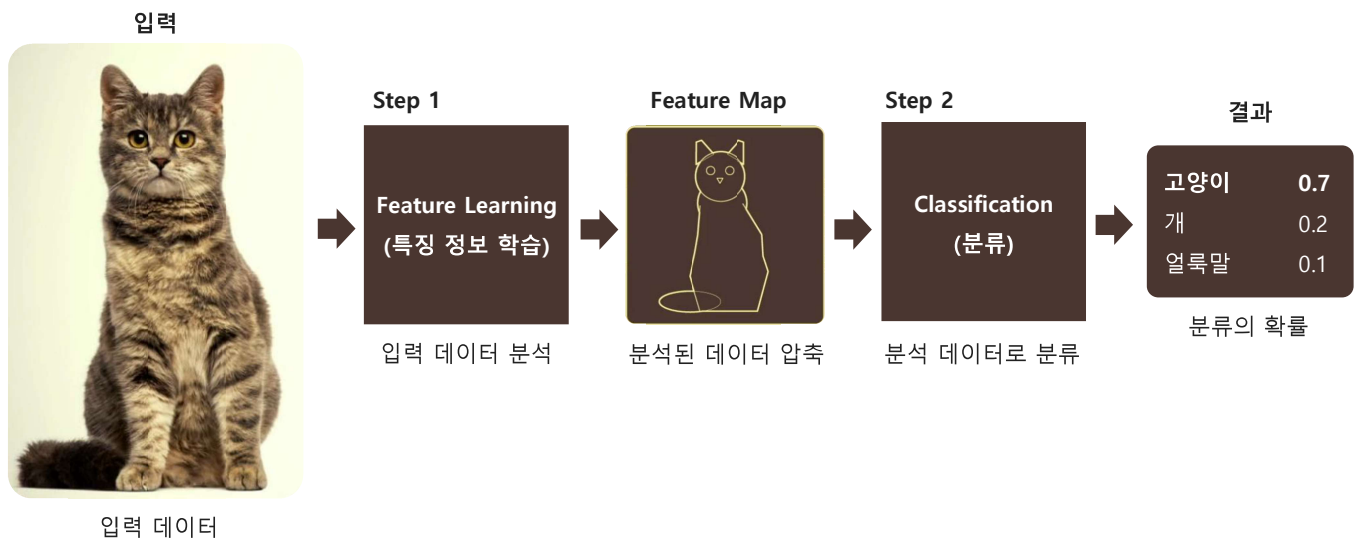 입력
입력 데이터
Step 1
Feature Learning
(특징 정보 학습)
입력 데이터 분석
Feature Map
분석된 데이터 압축
Step 2
Classification
(분류)
분석 데이터로 분류
결과
고양이 0.7
개 0.2
얼룩말 0.1
분류의 확률